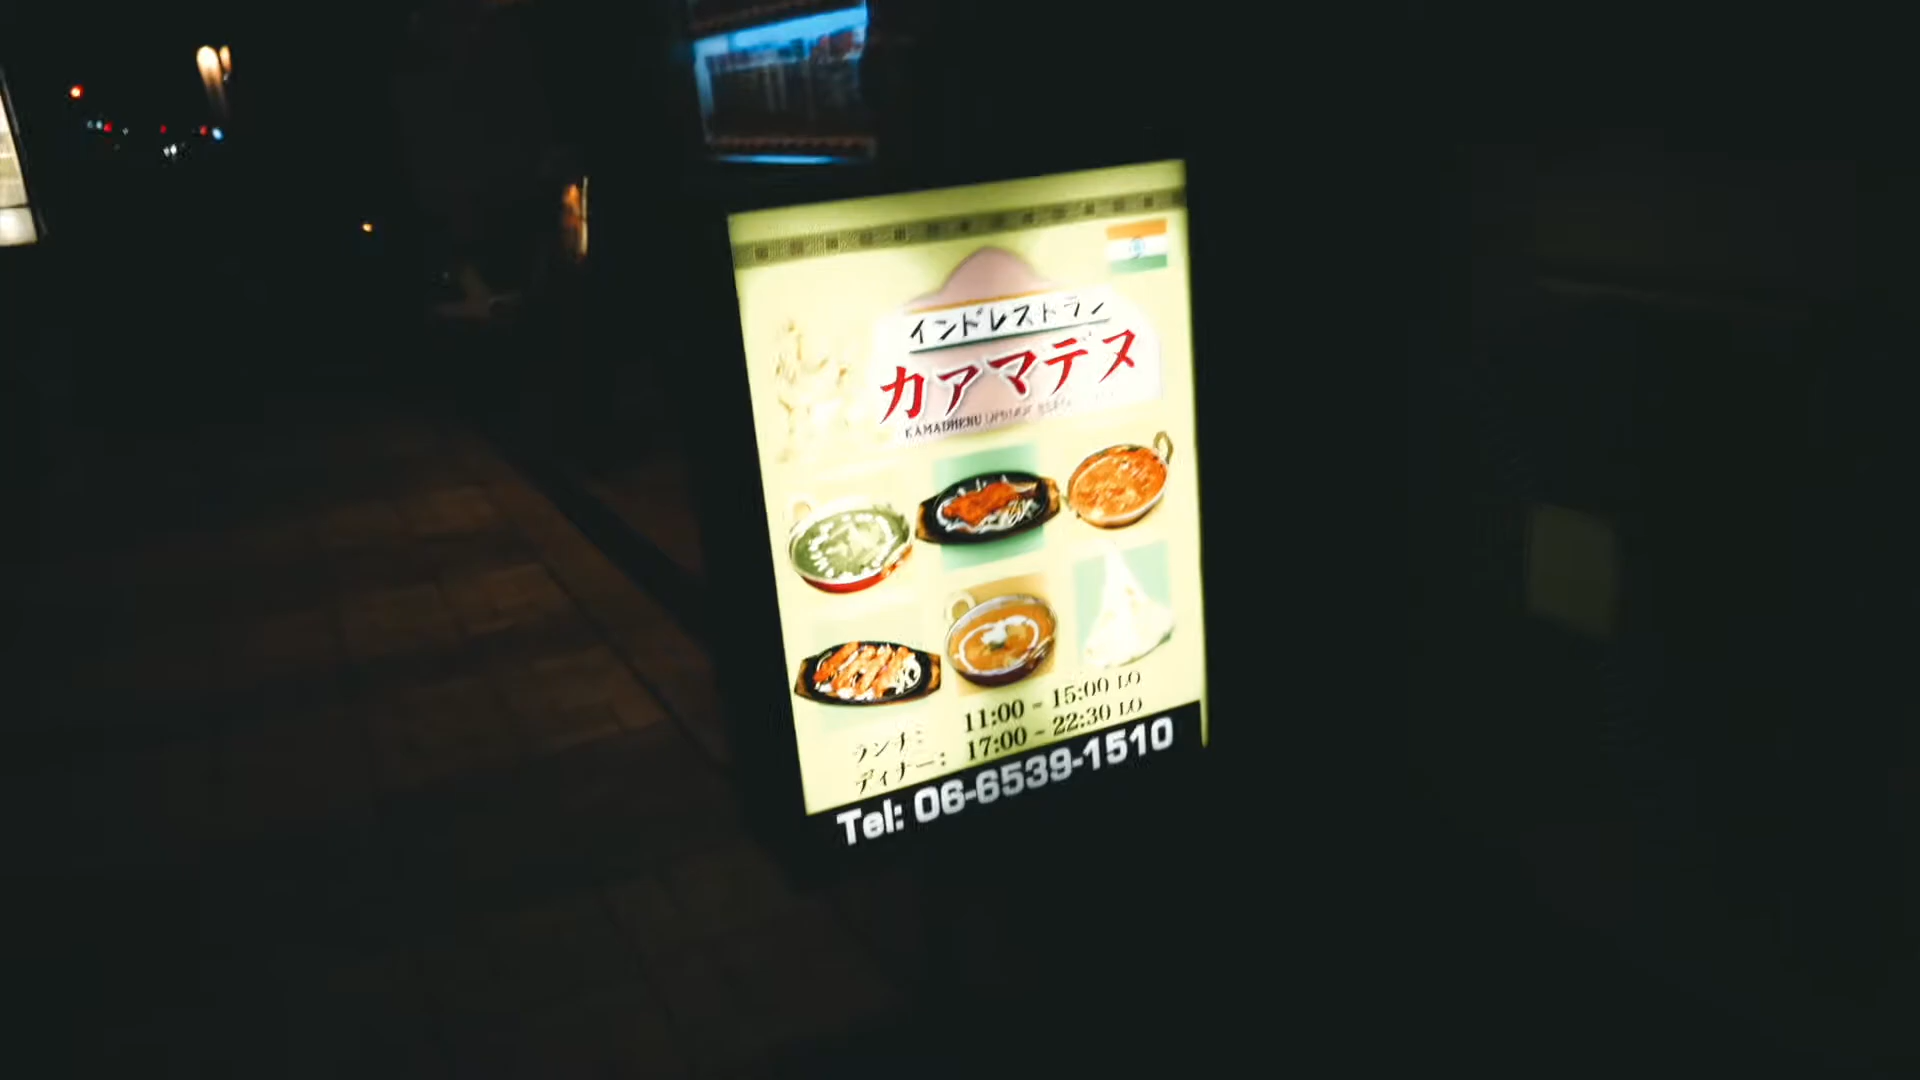 インドレストラン
カアマデヌ
KAMADHENU
ランチ: 11:00 - 15:00 LO
ディナー: 17:00 - 22:30 LO
Tel: 06-6539-1510